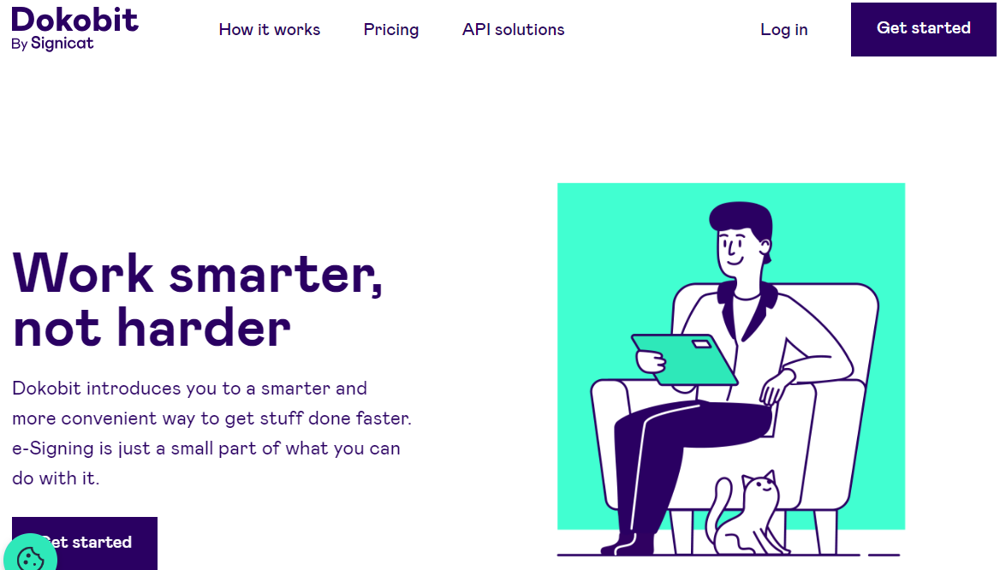 Dokobit
By Signicat
How it works
Pricing
API solutions
Log in
Get started
Work smarter,
not harder
Dokobit introduces you to a smarter and
more convenient way to get stuff done faster.
e-Signing is just a small part of what you can
do with it.
Get started